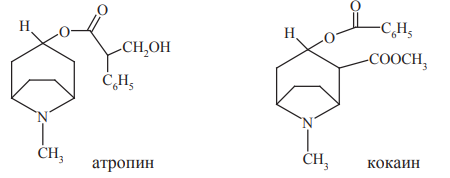 H O O CH₂OH C₆H₅ N CH₃
атропин
H O O C₆H₅ COOCH₃ N CH₃
кокаин